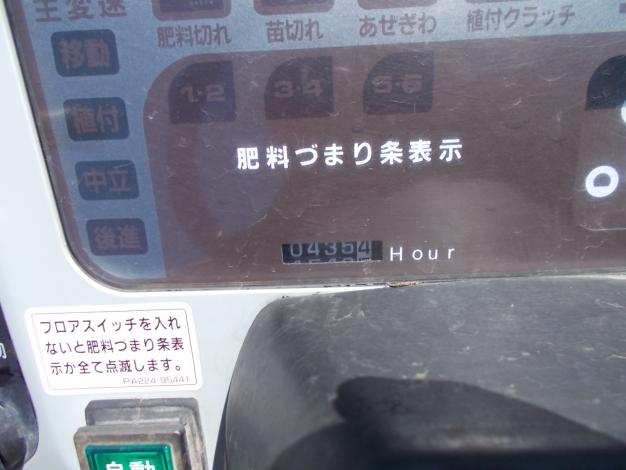 主変速
肥料切れ
苗切れ
あぜぎわ
植付クラッチ
移動
1·2
3·4
5·6
植付
肥料づまり条表示
中立
後進
04354
Hour
ブロアスイッチを入れ
ないと肥料づまり条表
示が全て点滅します。
PA224-95441
自動